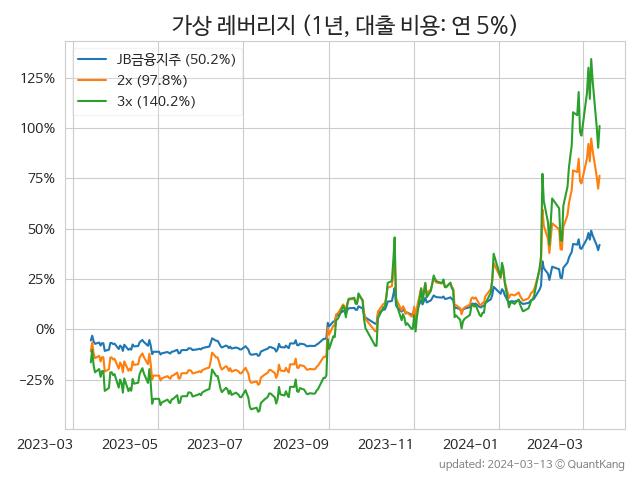 가상 레버리지 (1년, 대출 비용: 연 5%)
JB금융지주 (50.2%)
2x (97.8%)
3x (140.2%)
125%
100%
75%
50%
25%
0%
−25%
2023-03 2023-05 2023-07 2023-09 2023-11 2024-01 2024-03
updated: 2024-03-13 © QuantKang